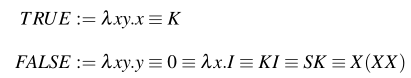 TRUE := λxy.x ≡ K
FALSE := λxy.y ≡ 0 ≡ λx.I ≡ KI ≡ SK ≡ X(XX)